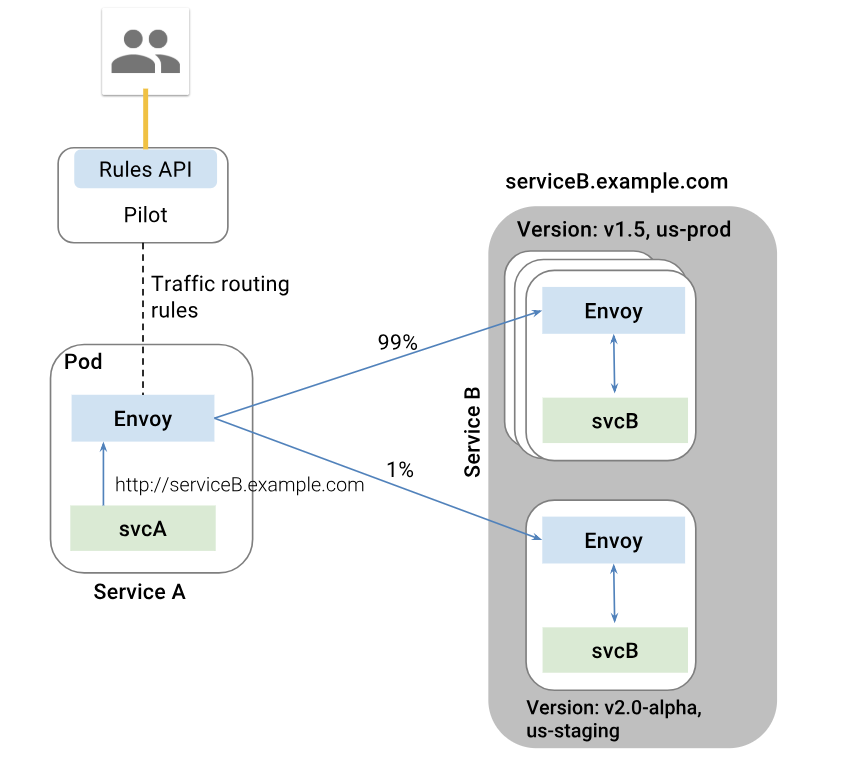 Rules API
Pilot
Traffic routing
rules
Pod
Envoy
http://serviceB.example.com
svcA
Service A
99%
1%
serviceB.example.com
Service B
Version: v1.5, us-prod
Envoy
svcB
Envoy
svcB
Version: v2.0-alpha,
us-staging